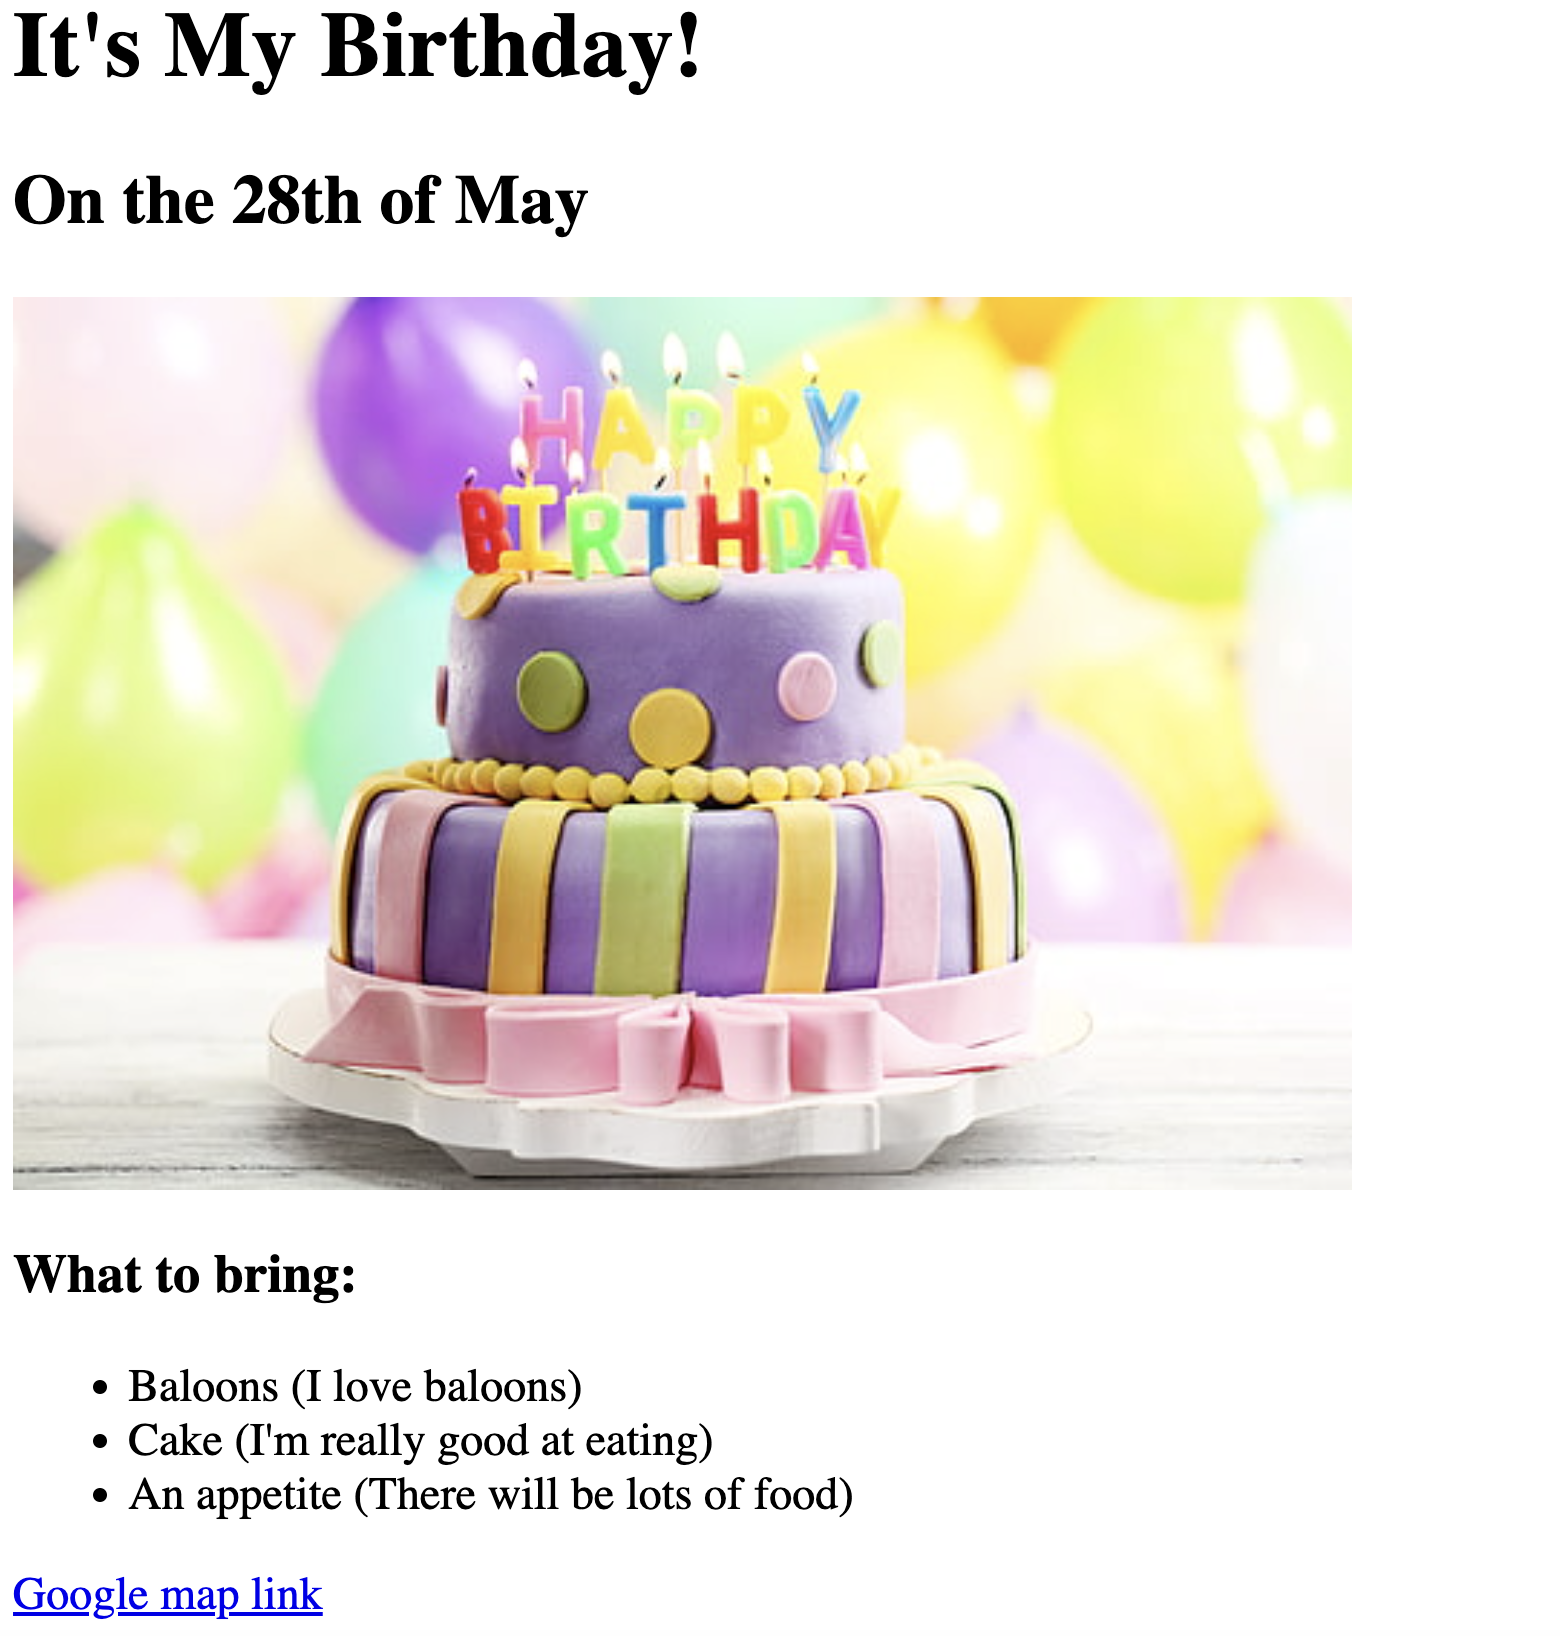 It's My Birthday!
On the 28th of May
HAPPY
BIRTHDAY
What to bring:
Baloons (I love baloons)
Cake (I'm really good at eating)
An appetite (There will be lots of food)
Google map link